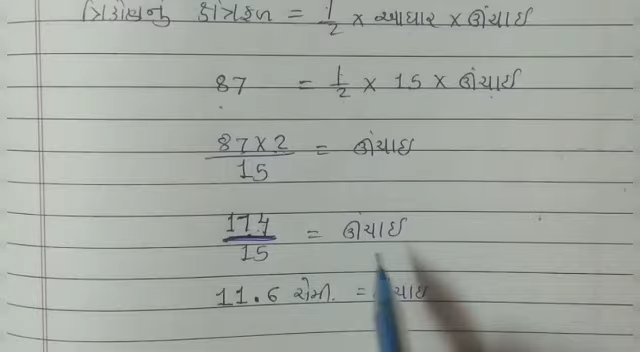 ત્રિકોણનું ક્ષેત્રફળ = 1/2 × આધાર × ઊંચાઈ
87 = 1/2 × 15 × ઊંચાઈ
87 × 2 / 15 = ઊંચાઈ
174 / 15 = ઊંચાઈ
11.6 સેમી. =